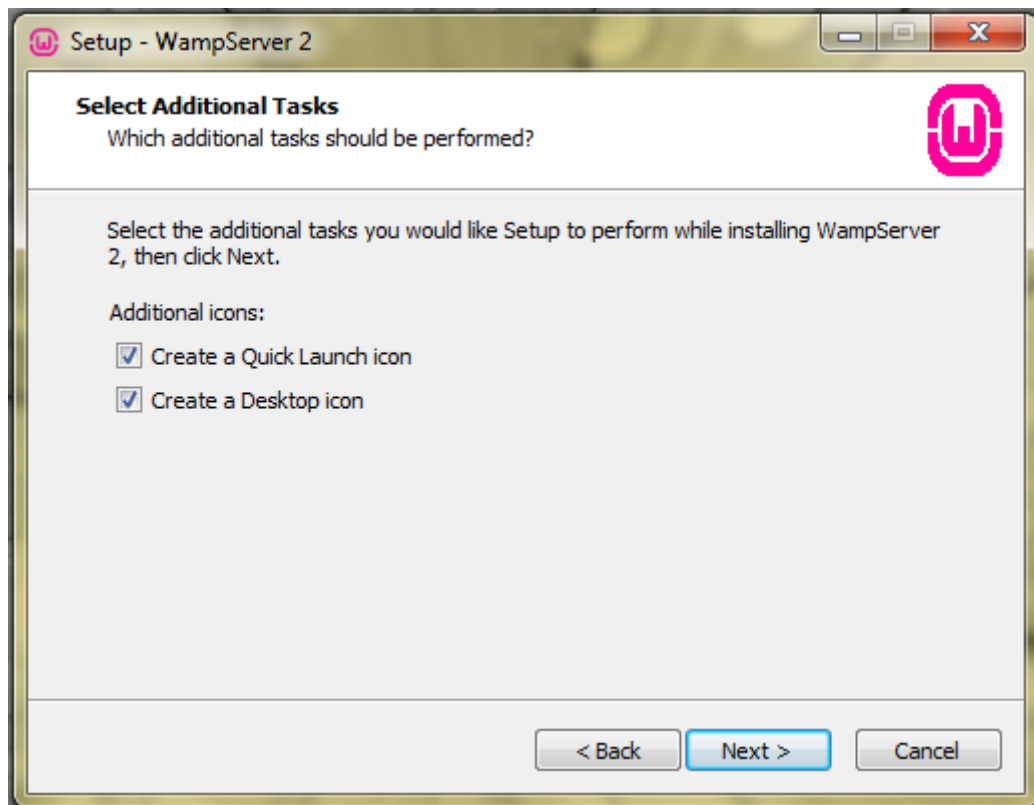 Setup - WampServer 2
Select Additional Tasks
Which additional tasks should be performed?
Select the additional tasks you would like Setup to perform while installing WampServer
2, then click Next.
Additional icons:
Create a Quick Launch icon
Create a Desktop icon
< Back
Next >
Cancel